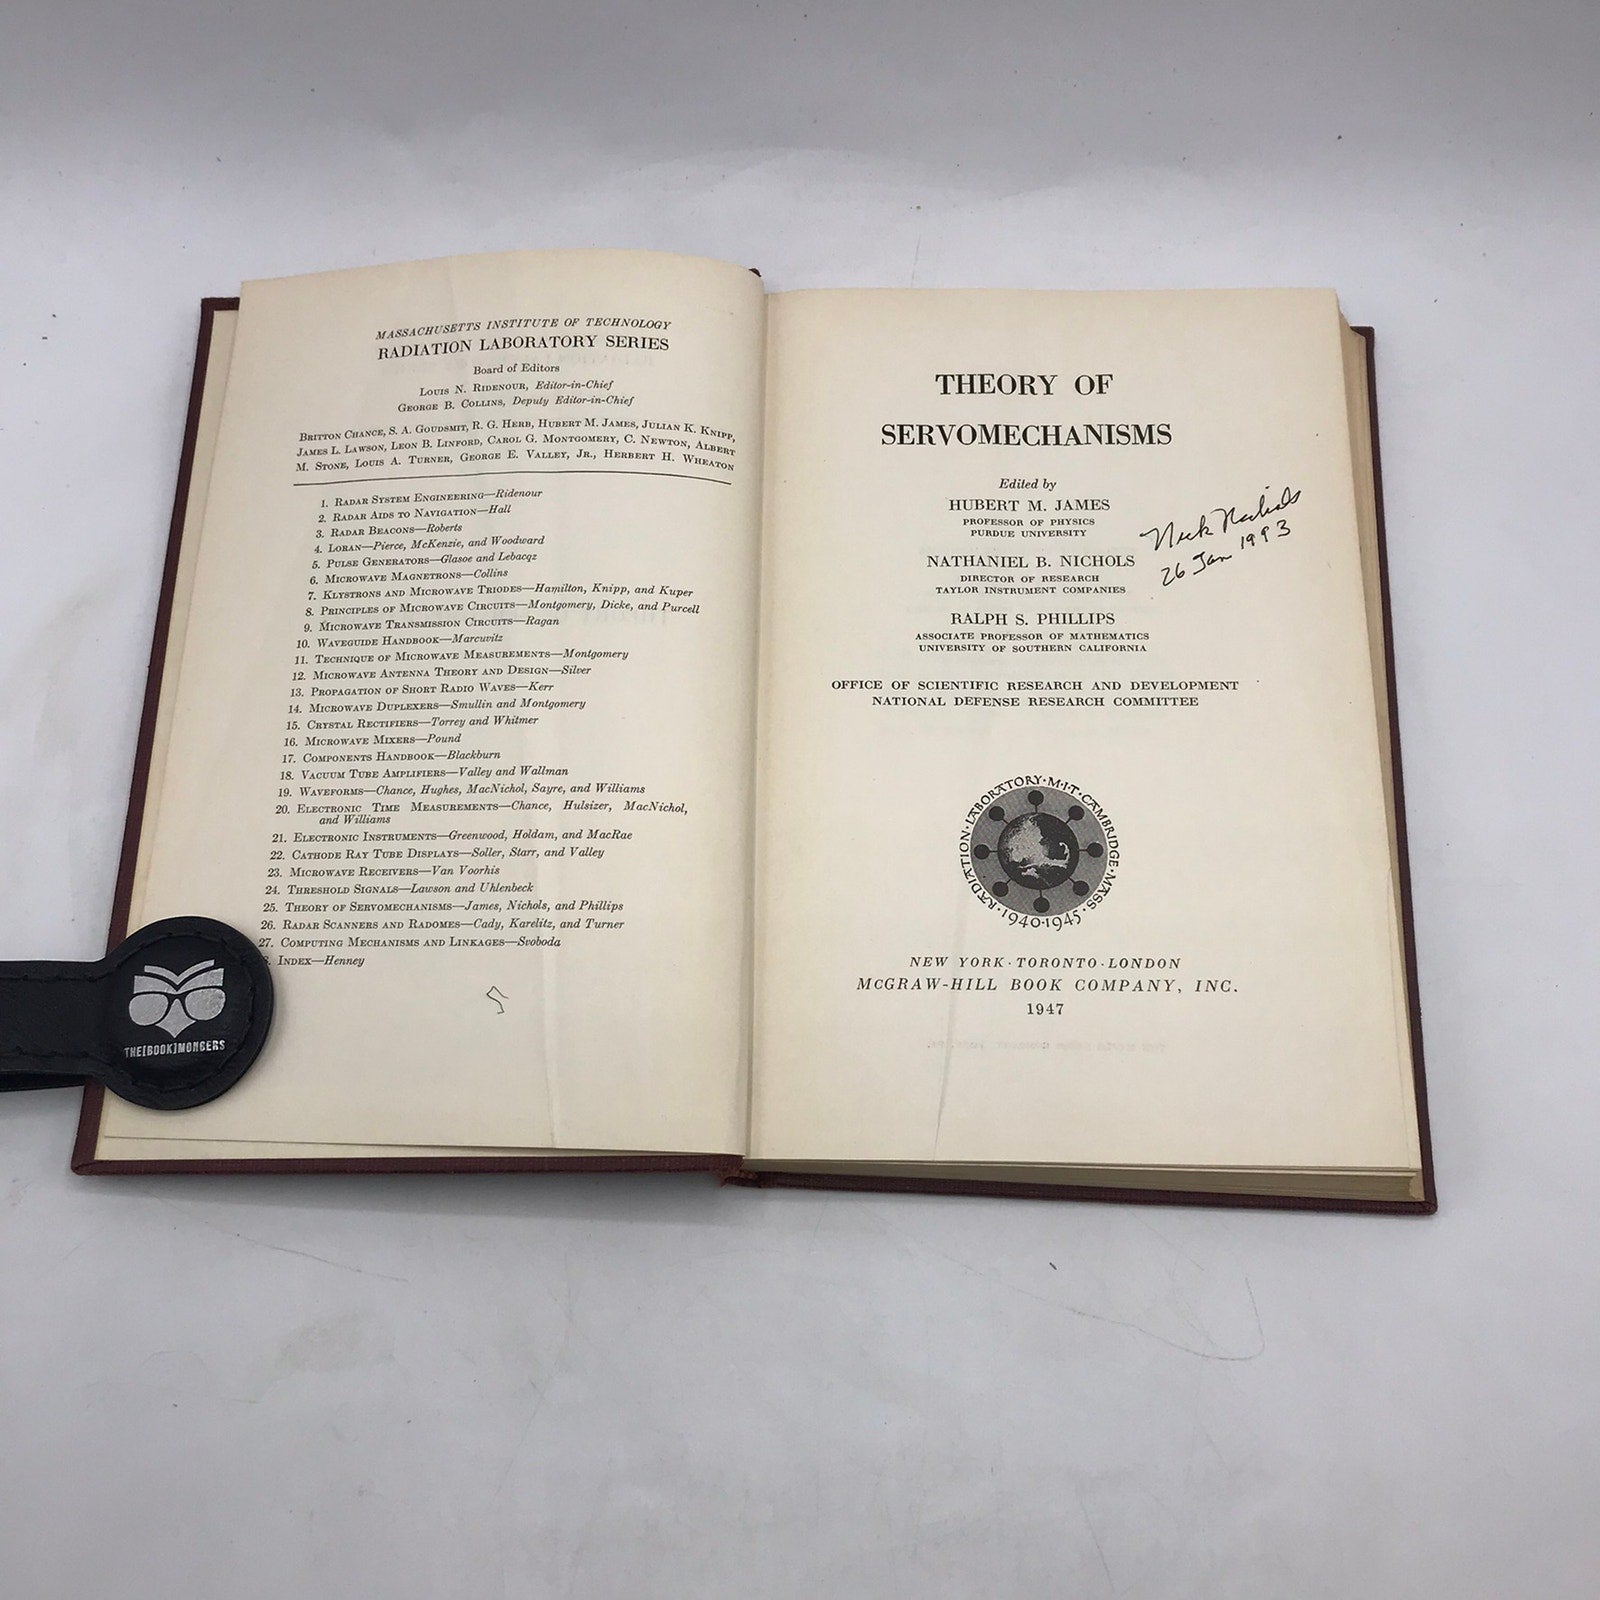 MASSACHUSETTS INSTITUTE OF TECHNOLOGY
RADIATION LABORATORY SERIES
Board of Editors
LOUIS N. RIDENOUR, Editor-in-Chief
GEORGE B. COLLINS, Deputy Editor-in-Chief
BRITTON CHANCE, S. A. GOUDSMIT, R. G. HERB, HUBERT M. JAMES, JULIAN K. KNIPP,
JAMES L. LAWSON, LEON B. LINFORD, CAROL G. MONTGOMERY, C. NEWTON, ALBERT
M. STONE, LOUIS A. TURNER, GEORGE E. VALLEY, JR., HERBERT H. WHEATON
1. RADAR SYSTEM ENGINEERING—Ridenour
2. RADAR AIDS TO NAVIGATION—Hall
3. RADAR BEACONS—Roberts
4. LORAN—Pierce, McKenzie, and Woodward
5. PULSE GENERATORS—Glasoe and Lebacqz
6. MICROWAVE MAGNETRONS—Collins
7. KLYSTRONS AND MICROWAVE TRIODES—Hamilton, Knipp, and Kuper
8. PRINCIPLES OF MICROWAVE CIRCUITS—Montgomery, Dicke, and Purcell
9. MICROWAVE TRANSMISSION CIRCUITS—Ragan
10. WAVEGUIDE HANDBOOK—Marcuvitz
11. TECHNIQUE OF MICROWAVE MEASUREMENTS—Montgomery
12. MICROWAVE ANTENNA THEORY AND DESIGN—Silver
13. PROPAGATION OF SHORT RADIO WAVES—Kerr
14. MICROWAVE DUPLEXERS—Smullin and Montgomery
15. CRYSTAL RECTIFIERS—Torrey and Whitmer
16. MICROWAVE MIXERS—Pound
17. COMPONENTS HANDBOOK—Blackburn
18. VACUUM TUBE AMPLIFIERS—Valley and Wallman
19. WAVEFORMS—Chance, Hughes, MacNichol, Sayre, and Williams
20. ELECTRONIC TIME MEASUREMENTS—Chance, Hulsizer, MacNichol,
and Williams
21. ELECTRONIC INSTRUMENTS—Greenwood, Holdam, and MacRae
22. CATHODE RAY TUBE DISPLAYS—Soller, Starr, and Valley
23. MICROWAVE RECEIVERS—Van Voorhis
24. THRESHOLD SIGNALS—Lawson and Uhlenbeck
25. THEORY OF SERVOMECHANISMS—James, Nichols, and Phillips
26. RADAR SCANNERS AND RADOMES—Cady, Karelitz, and Turner
27. COMPUTING MECHANISMS AND LINKAGES—Svoboda
INDEX—Henney
THE[BOOK]MONGERS
THEORY OF
SERVOMECHANISMS
Edited by
HUBERT M. JAMES
PROFESSOR OF PHYSICS
PURDUE UNIVERSITY
NATHANIEL B. NICHOLS
DIRECTOR OF RESEARCH
TAYLOR INSTRUMENT COMPANIES
Nick Nichols
26 Jan 1993
RALPH S. PHILLIPS
ASSOCIATE PROFESSOR OF MATHEMATICS
UNIVERSITY OF SOUTHERN CALIFORNIA
OFFICE OF SCIENTIFIC RESEARCH AND DEVELOPMENT
NATIONAL DEFENSE RESEARCH COMMITTEE
RADIATION·LABORATORY·M·I·T·CAMBRIDGE·MASS·
1940·1945
NEW YORK·TORONTO·LONDON
McGRAW-HILL BOOK COMPANY, INC.
1947